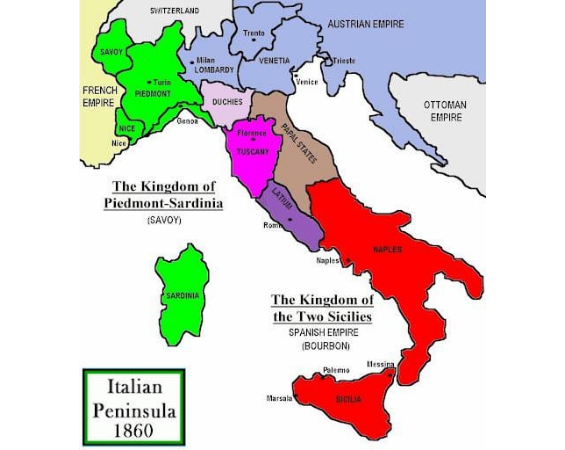 SWITZERLAND
AUSTRIAN EMPIRE
Trento
SAVOY
Milan
LOMBARDY
VENETIA
Trieste
Venice
Turin
PIEDMONT
FRENCH
EMPIRE
DUCHIES
OTTOMAN
EMPIRE
Genoa
NICE
Nice
Florence
TUSCANY
PAPAL STATES
The Kingdom of
Piedmont-Sardinia
(SAVOY)
LATIUM
Rome
NAPLES
Naples
SARDINIA
The Kingdom of
the Two Sicilies
SPANISH EMPIRE
(BOURBON)
Palermo
Messina
Marsala
SICILIA
Italian
Peninsula
1860